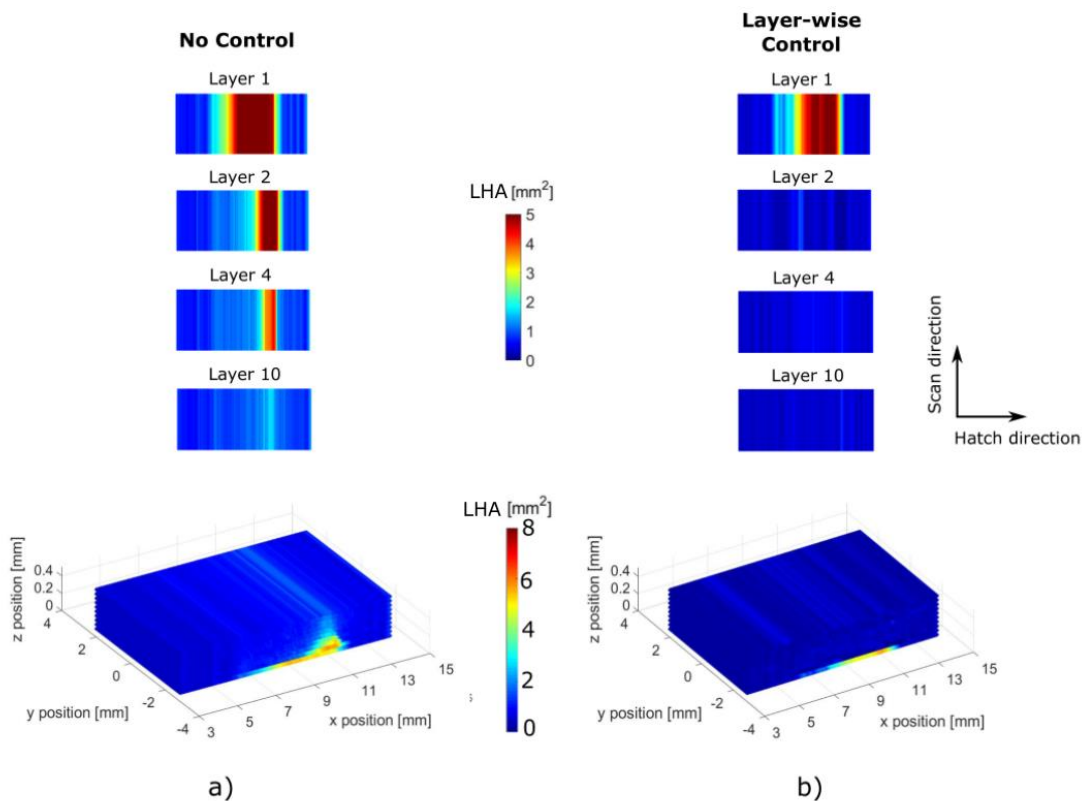 No Control
Layer 1
Layer 2
Layer 4
Layer 10
LHA [mm²]
5
4
3
2
1
0
Layer-wise
Control
Layer 1
Layer 2
Layer 4
Layer 10
Scan direction
Hatch direction
z position [mm]
0.4
0.2
0
4
2
0
-2
-4
y position [mm]
3
5
7
9
11
13
15
x position [mm]
LHA [mm²]
8
6
4
2
0
z position [mm]
0.4
0.2
0
4
2
0
-2
-4
y position [mm]
3
5
7
9
11
13
15
x position [mm]
a)
b)